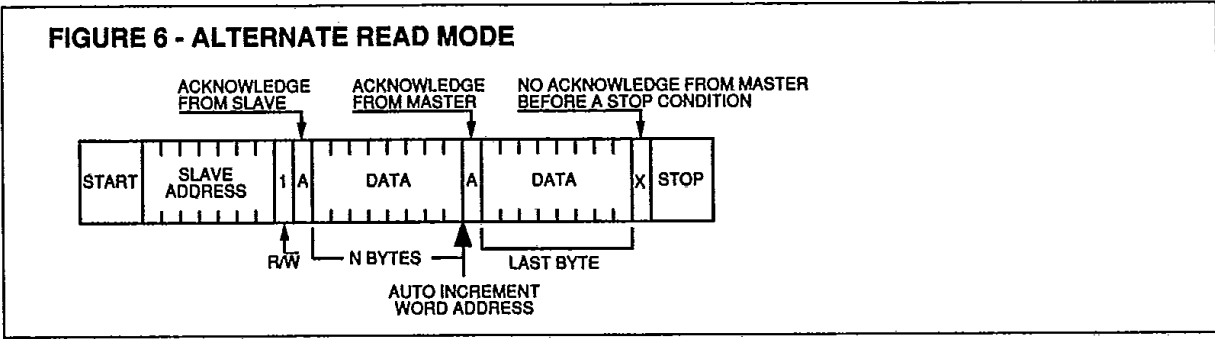 FIGURE 6 - ALTERNATE READ MODE
ACKNOWLEDGE
FROM SLAVE
ACKNOWLEDGE
FROM MASTER
NO ACKNOWLEDGE FROM MASTER
BEFORE A STOP CONDITION
START
SLAVE
ADDRESS
1
A
DATA
A
DATA
X
STOP
R/W̅
N BYTES
LAST BYTE
AUTO INCREMENT
WORD ADDRESS